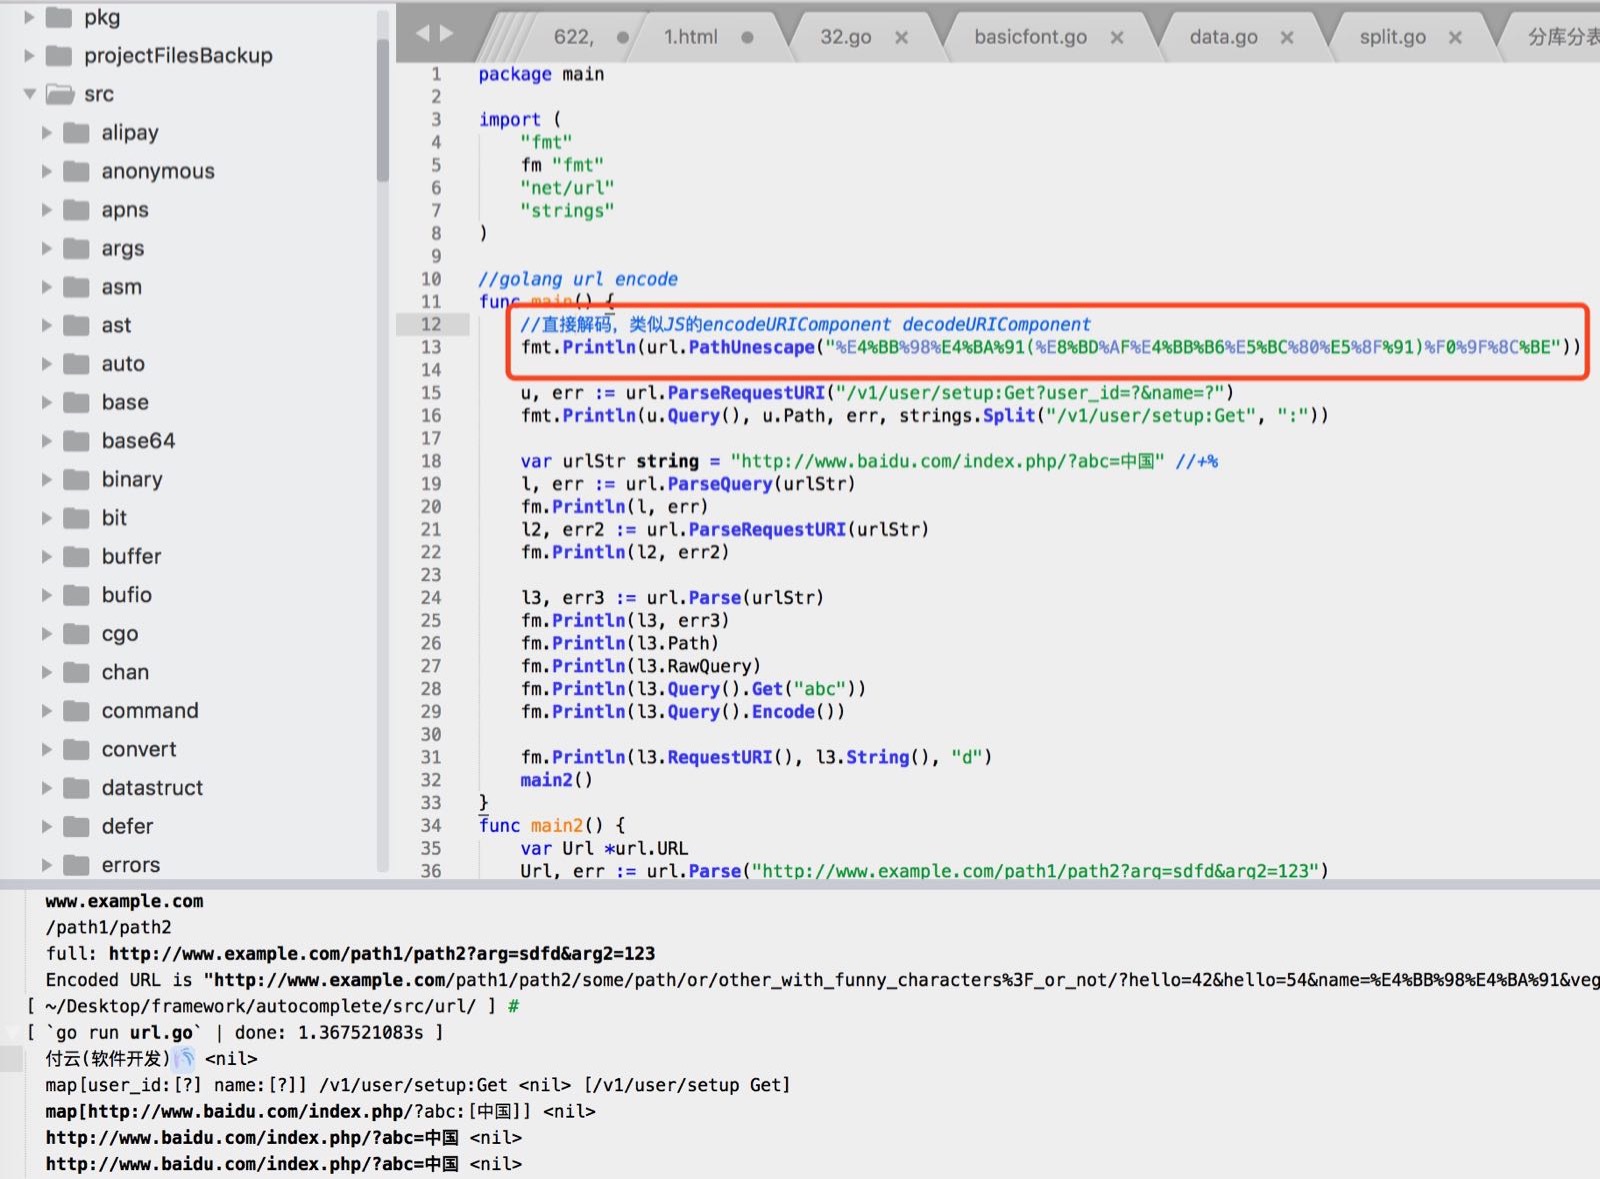 pkg
projectFilesBackup
src
alipay
anonymous
apns
args
asm
ast
auto
base
base64
binary
bit
buffer
bufio
cgo
chan
command
convert
datastruct
defer
errors
622,
1.html
32.go
basicfont.go
data.go
split.go
分库分表
1 package main
2
3 import (
4 "fmt"
5 fm "fmt"
6 "net/url"
7 "strings"
8 )
9
10 //golang url encode
11 func main() {
12 //直接解码，类似JS的encodeURIComponent decodeURIComponent
13 fmt.Println(url.PathUnescape("%E4%BB%98%E4%BA%91(%E8%BD%AF%E4%BB%B6%E5%BC%80%E5%8F%91)%F0%9F%8C%BE"))
14
15 u, err := url.ParseRequestURI("/v1/user/setup:Get?user_id=?&name=?")
16 fmt.Println(u.Query(), u.Path, err, strings.Split("/v1/user/setup:Get", ":"))
17
18 var urlStr string = "http://www.baidu.com/index.php/?abc=中国" //+%
19 l, err := url.ParseQuery(urlStr)
20 fm.Println(l, err)
21 l2, err2 := url.ParseRequestURI(urlStr)
22 fm.Println(l2, err2)
23
24 l3, err3 := url.Parse(urlStr)
25 fm.Println(l3, err3)
26 fm.Println(l3.Path)
27 fm.Println(l3.RawQuery)
28 fm.Println(l3.Query().Get("abc"))
29 fm.Println(l3.Query().Encode())
30
31 fm.Println(l3.RequestURI(), l3.String(), "d")
32 main2()
33 }
34 func main2() {
35 var Url *url.URL
36 Url, err := url.Parse("http://www.example.com/path1/path2?arg=sdfd&arg2=123")
www.example.com
/path1/path2
full: http://www.example.com/path1/path2?arg=sdfd&arg2=123
Encoded URL is "http://www.example.com/path1/path2/some/path/or/other_with_funny_characters%3F_or_not/?hello=42&hello=54&name=%E4%BB%98%E4%BA%91&veg
[ ~/Desktop/framework/autocomplete/src/url/ ] #
[ `go run url.go` | done: 1.367521083s ]
付云(软件开发)🌾 <nil>
map[user_id:[?] name:[?]] /v1/user/setup:Get <nil> [/v1/user/setup Get]
map[http://www.baidu.com/index.php/?abc:[中国]] <nil>
http://www.baidu.com/index.php/?abc=中国 <nil>
http://www.baidu.com/index.php/?abc=中国 <nil>